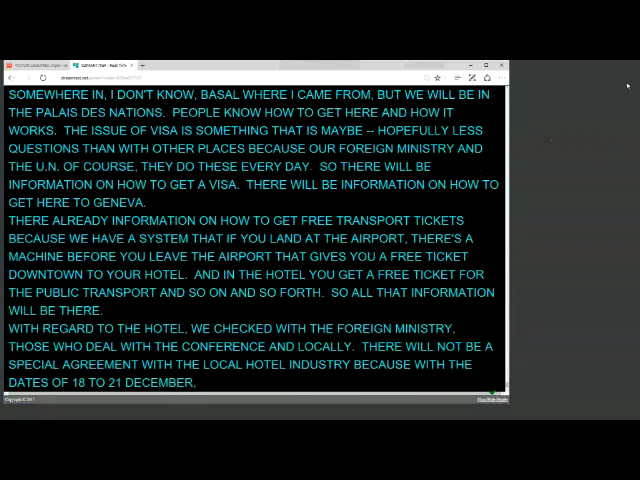 streamtext.net
SOMEWHERE IN, I DON'T KNOW, BASAL WHERE I CAME FROM, BUT WE WILL BE IN
THE PALAIS DES NATIONS. PEOPLE KNOW HOW TO GET HERE AND HOW IT
WORKS. THE ISSUE OF VISA IS SOMETHING THAT IS MAYBE -- HOPEFULLY LESS
QUESTIONS THAN WITH OTHER PLACES BECAUSE OUR FOREIGN MINISTRY AND
THE U.N. OF COURSE, THEY DO THESE EVERY DAY. SO THERE WILL BE
INFORMATION ON HOW TO GET A VISA. THERE WILL BE INFORMATION ON HOW TO
GET HERE TO GENEVA.
THERE ALREADY INFORMATION ON HOW TO GET FREE TRANSPORT TICKETS
BECAUSE WE HAVE A SYSTEM THAT IF YOU LAND AT THE AIRPORT, THERE'S A
MACHINE BEFORE YOU LEAVE THE AIRPORT THAT GIVES YOU A FREE TICKET
DOWNTOWN TO YOUR HOTEL. AND IN THE HOTEL YOU GET A FREE TICKET FOR
THE PUBLIC TRANSPORT AND SO ON AND SO FORTH. SO ALL THAT INFORMATION
WILL BE THERE.
WITH REGARD TO THE HOTEL, WE CHECKED WITH THE FOREIGN MINISTRY,
THOSE WHO DEAL WITH THE CONFERENCE AND LOCALLY. THERE WILL NOT BE A
SPECIAL AGREEMENT WITH THE LOCAL HOTEL INDUSTRY BECAUSE WITH THE
DATES OF 18 TO 21 DECEMBER,
Copyright © 2017
Show/Hide Header